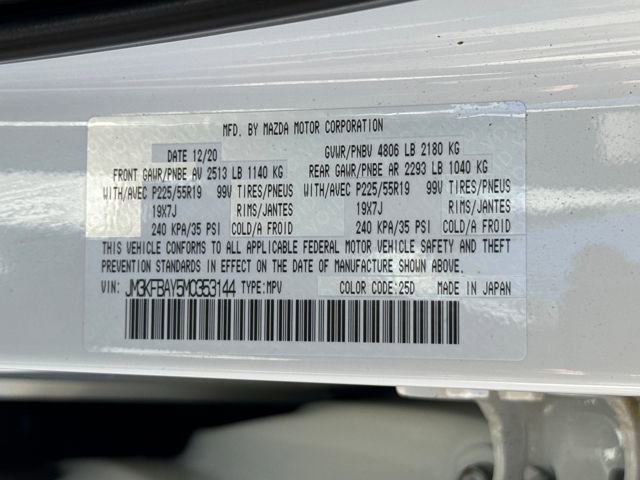 MFD. BY MAZDA MOTOR CORPORATION
DATE 12/20 GVWR/PNBV 4806 LB 2180 KG
FRONT GAWR/PNBE AV 2513 LB 1140 KG REAR GAWR/PNBE AR 2293 LB 1040 KG
WITH/AVEC P225/55R19 99V TIRES/PNEUS WITH/AVEC P225/55R19 99V TIRES/PNEUS
19X7J RIMS/JANTES 19X7J RIMS/JANTES
240 KPA/35 PSI COLD/A FROID 240 KPA/35 PSI COLD/A FROID
THIS VEHICLE CONFORMS TO ALL APPLICABLE FEDERAL MOTOR VEHICLE SAFETY AND THEFT
PREVENTION STANDARDS IN EFFECT ON THE DATE OF MANUFACTURE SHOWN ABOVE.
VIN: JM3KFBAY5M0353144 TYPE:MPV COLOR CODE:25D MADE IN JAPAN